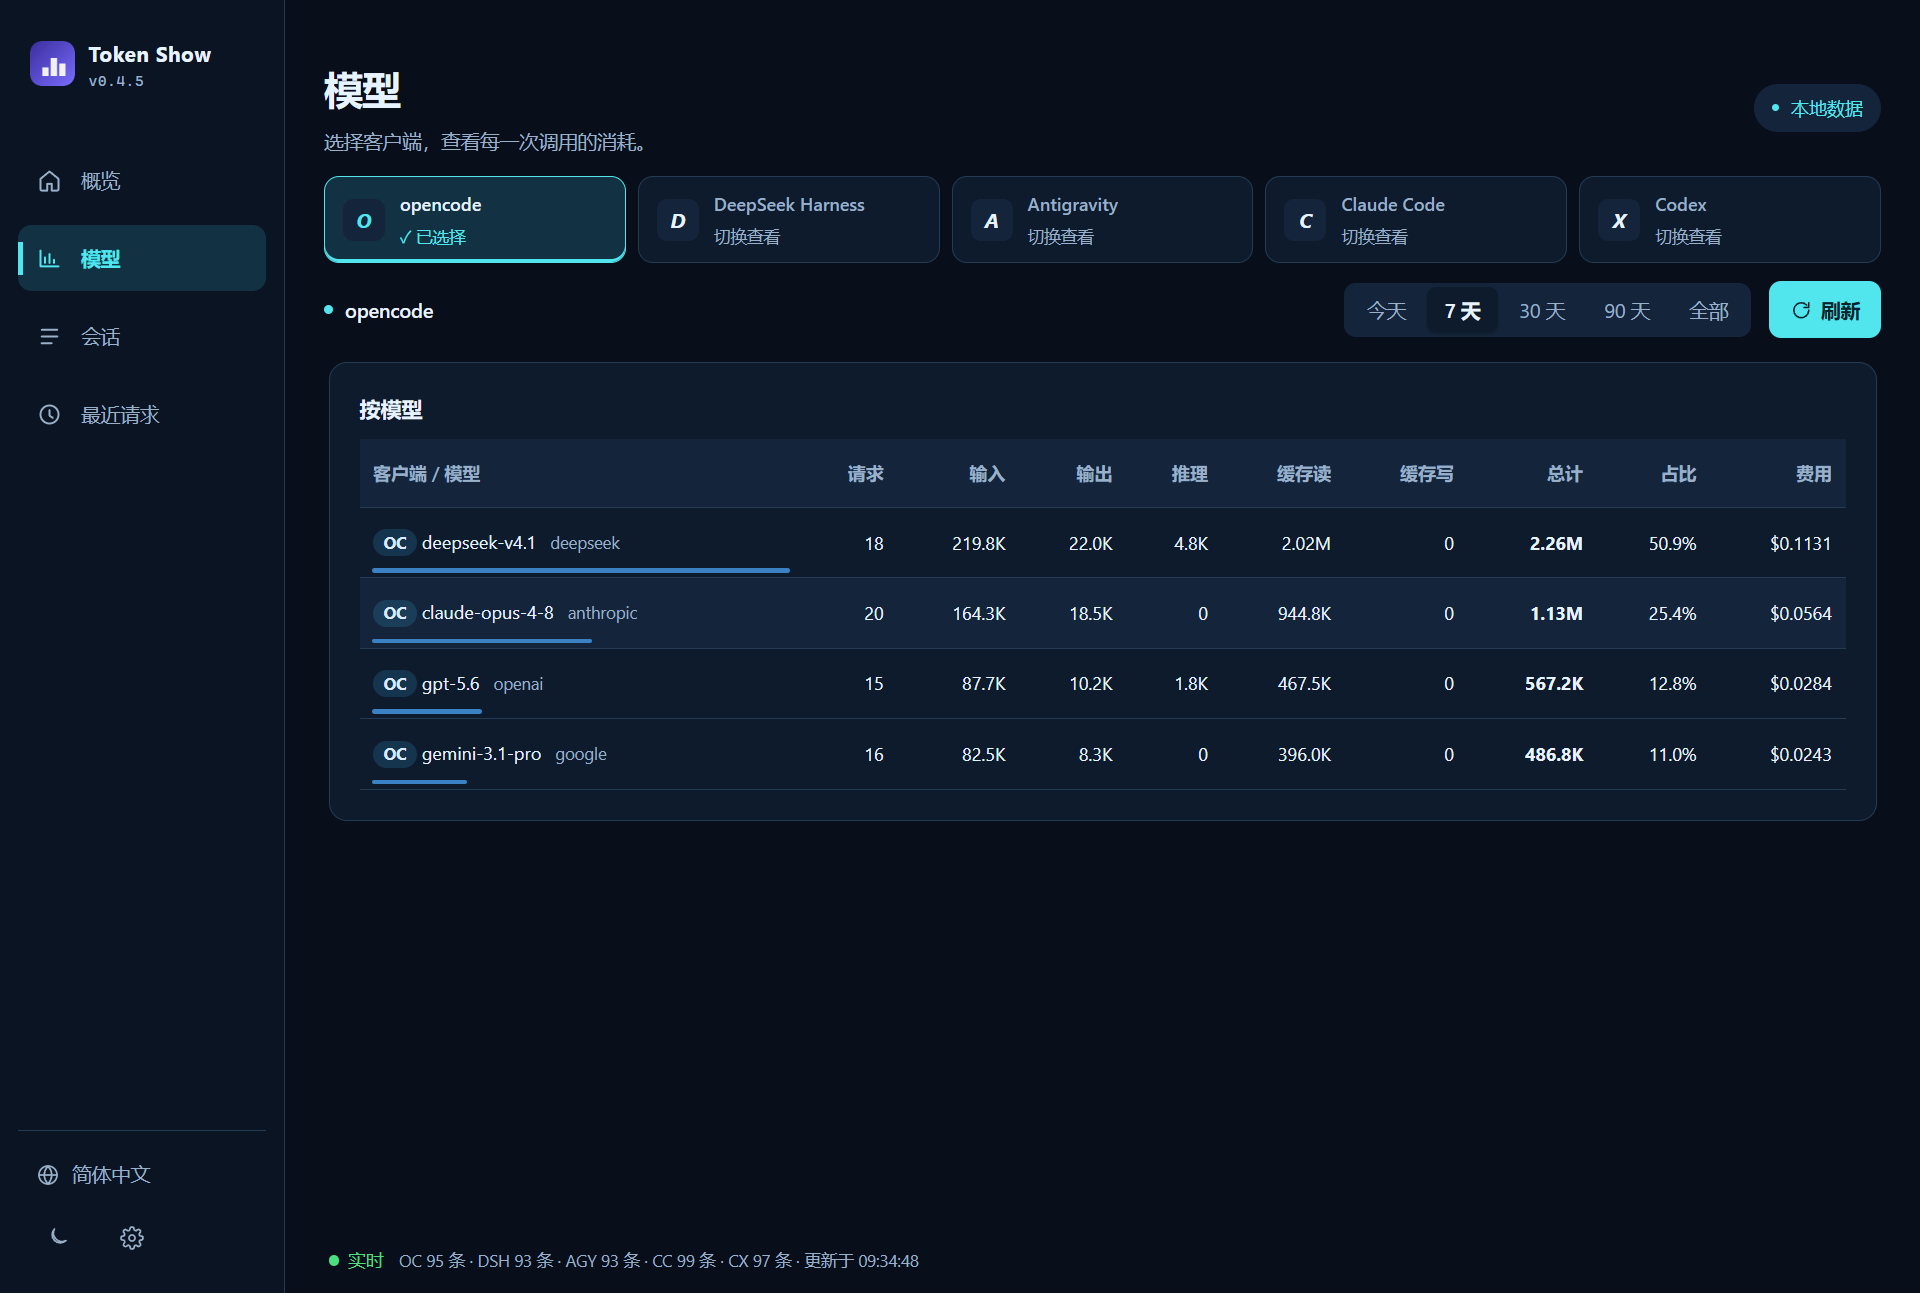 Token Show
v0.4.5
概览
模型
会话
最近请求
简体中文
模型
选择客户端，查看每一次调用的消耗。
本地数据
O opencode
✓ 已选择
D DeepSeek Harness
切换查看
A Antigravity
切换查看
C Claude Code
切换查看
X Codex
切换查看
opencode
今天 7 天 30 天 90 天 全部 刷新
按模型
客户端 / 模型 请求 输入 输出 推理 缓存读 缓存写 总计 占比 费用
OC deepseek-v4.1 deepseek 18 219.8K 22.0K 4.8K 2.02M 0 2.26M 50.9% $0.1131
OC claude-opus-4-8 anthropic 20 164.3K 18.5K 0 944.8K 0 1.13M 25.4% $0.0564
OC gpt-5.6 openai 15 87.7K 10.2K 1.8K 467.5K 0 567.2K 12.8% $0.0284
OC gemini-3.1-pro google 16 82.5K 8.3K 0 396.0K 0 486.8K 11.0% $0.0243
实时 OC 95 条 · DSH 93 条 · AGY 93 条 · CC 99 条 · CX 97 条 · 更新于 09:34:48